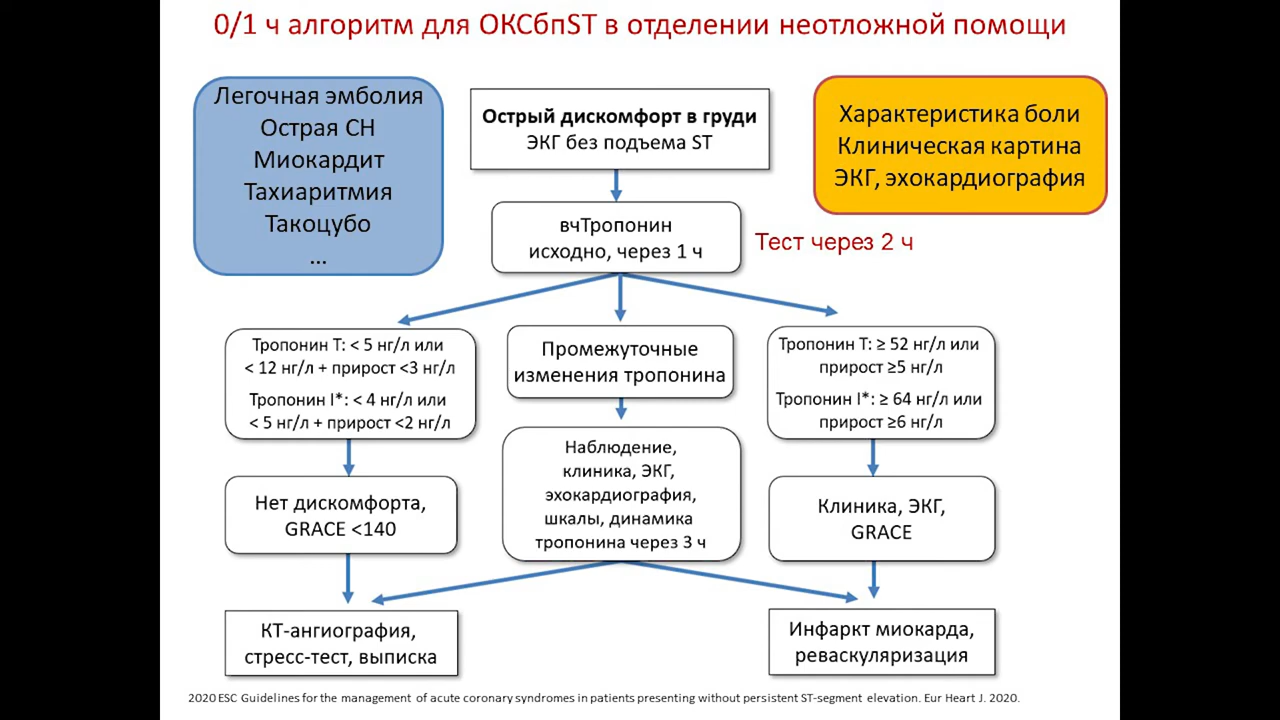 0/1 ч алгоритм для ОКСбпST в отделении неотложной помощи
Легочная эмболия
Острая СН
Миокардит
Тахиаритмия
Такоцубо
...
Острый дискомфорт в груди
ЭКГ без подъема ST
Характеристика боли
Клиническая картина
ЭКГ, эхокардиография
вчТропонин
исходно, через 1 ч
Тест через 2 ч
Тропонин T: < 5 нг/л или
< 12 нг/л + прирост <3 нг/л
Тропонин I*: < 4 нг/л или
< 5 нг/л + прирост <2 нг/л
Промежуточные
изменения тропонина
Тропонин T: ≥ 52 нг/л или
прирост ≥5 нг/л
Тропонин I*: ≥ 64 нг/л или
прирост ≥6 нг/л
Нет дискомфорта,
GRACE <140
Наблюдение,
клиника, ЭКГ,
эхокардиография,
шкалы, динамика
тропонина через 3 ч
Клиника, ЭКГ,
GRACE
КТ-ангиография,
стресс-тест, выписка
Инфаркт миокарда,
реваскуляризация
2020 ESC Guidelines for the management of acute coronary syndromes in patients presenting without persistent ST-segment elevation. Eur Heart J. 2020.